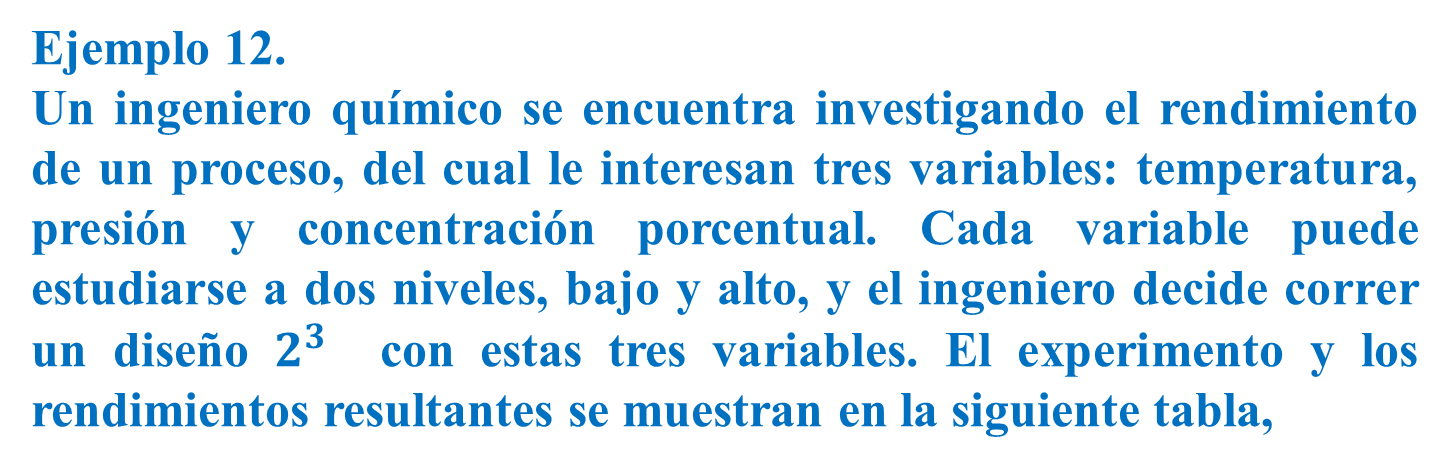 Ejemplo 12.
Un ingeniero químico se encuentra investigando el rendimiento
de un proceso, del cual le interesan tres variables: temperatura,
presión y concentración porcentual. Cada variable puede
estudiarse a dos niveles, bajo y alto, y el ingeniero decide correr
un diseño 2³ con estas tres variables. El experimento y los
rendimientos resultantes se muestran en la siguiente tabla,